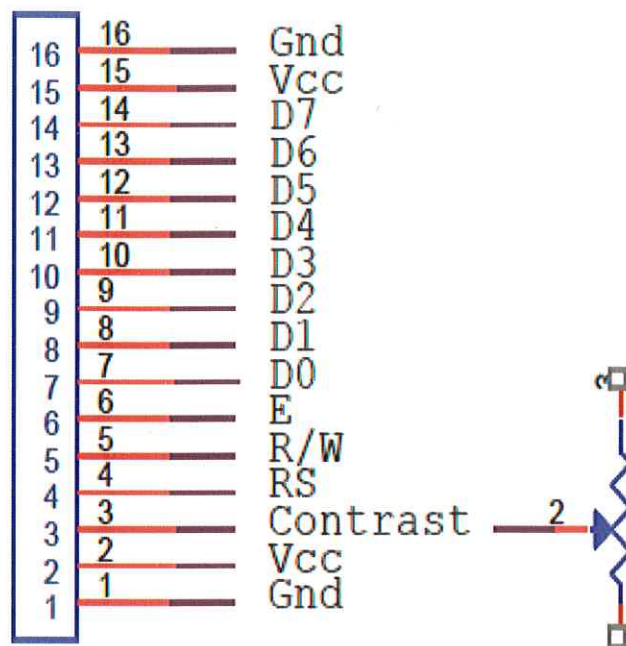 16 16 Gnd
15 15 Vcc
14 14 D7
13 13 D6
12 12 D5
11 11 D4
10 10 D3
9 9 D2
8 8 D1
7 7 D0
3
6 6 E
5 5 R/W
4 4 RS
3 3 Contrast 2
2 2 Vcc
1 1 Gnd